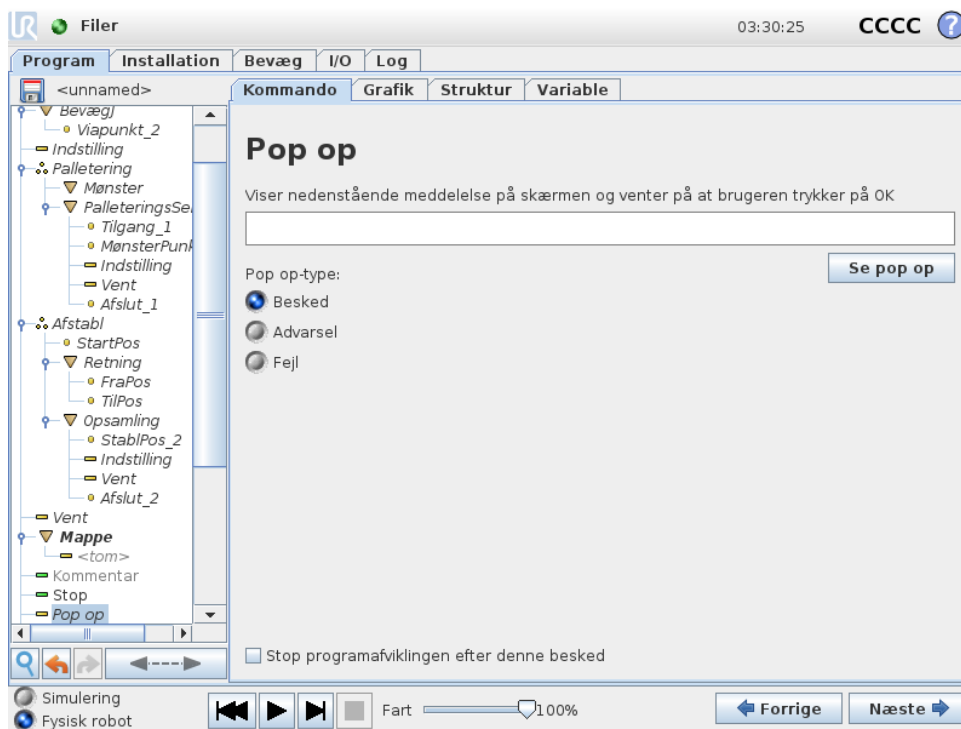 UR Filer 03:30:25 CCCC ?
Program Installation Bevæg I/O Log
<unnamed>
Kommando Grafik Struktur Variable
BevægJ
Viapunkt_2
Indstilling
Palletering
Mønster
PalleteringsSe
Tilgang_1
MønsterPunk
Indstilling
Vent
Afslut_1
Afstabl
StartPos
Retning
FraPos
TilPos
Opsamling
StablPos_2
Indstilling
Vent
Afslut_2
Vent
Mappe
<tom>
Kommentar
Stop
Pop op
Pop op
Viser nedenstående meddelelse på skærmen og venter på at brugeren trykker på OK
Se pop op
Pop op-type:
Besked
Advarsel
Fejl
Stop programafviklingen efter denne besked
Simulering
Fysisk robot
Fart 100%
Forrige Næste